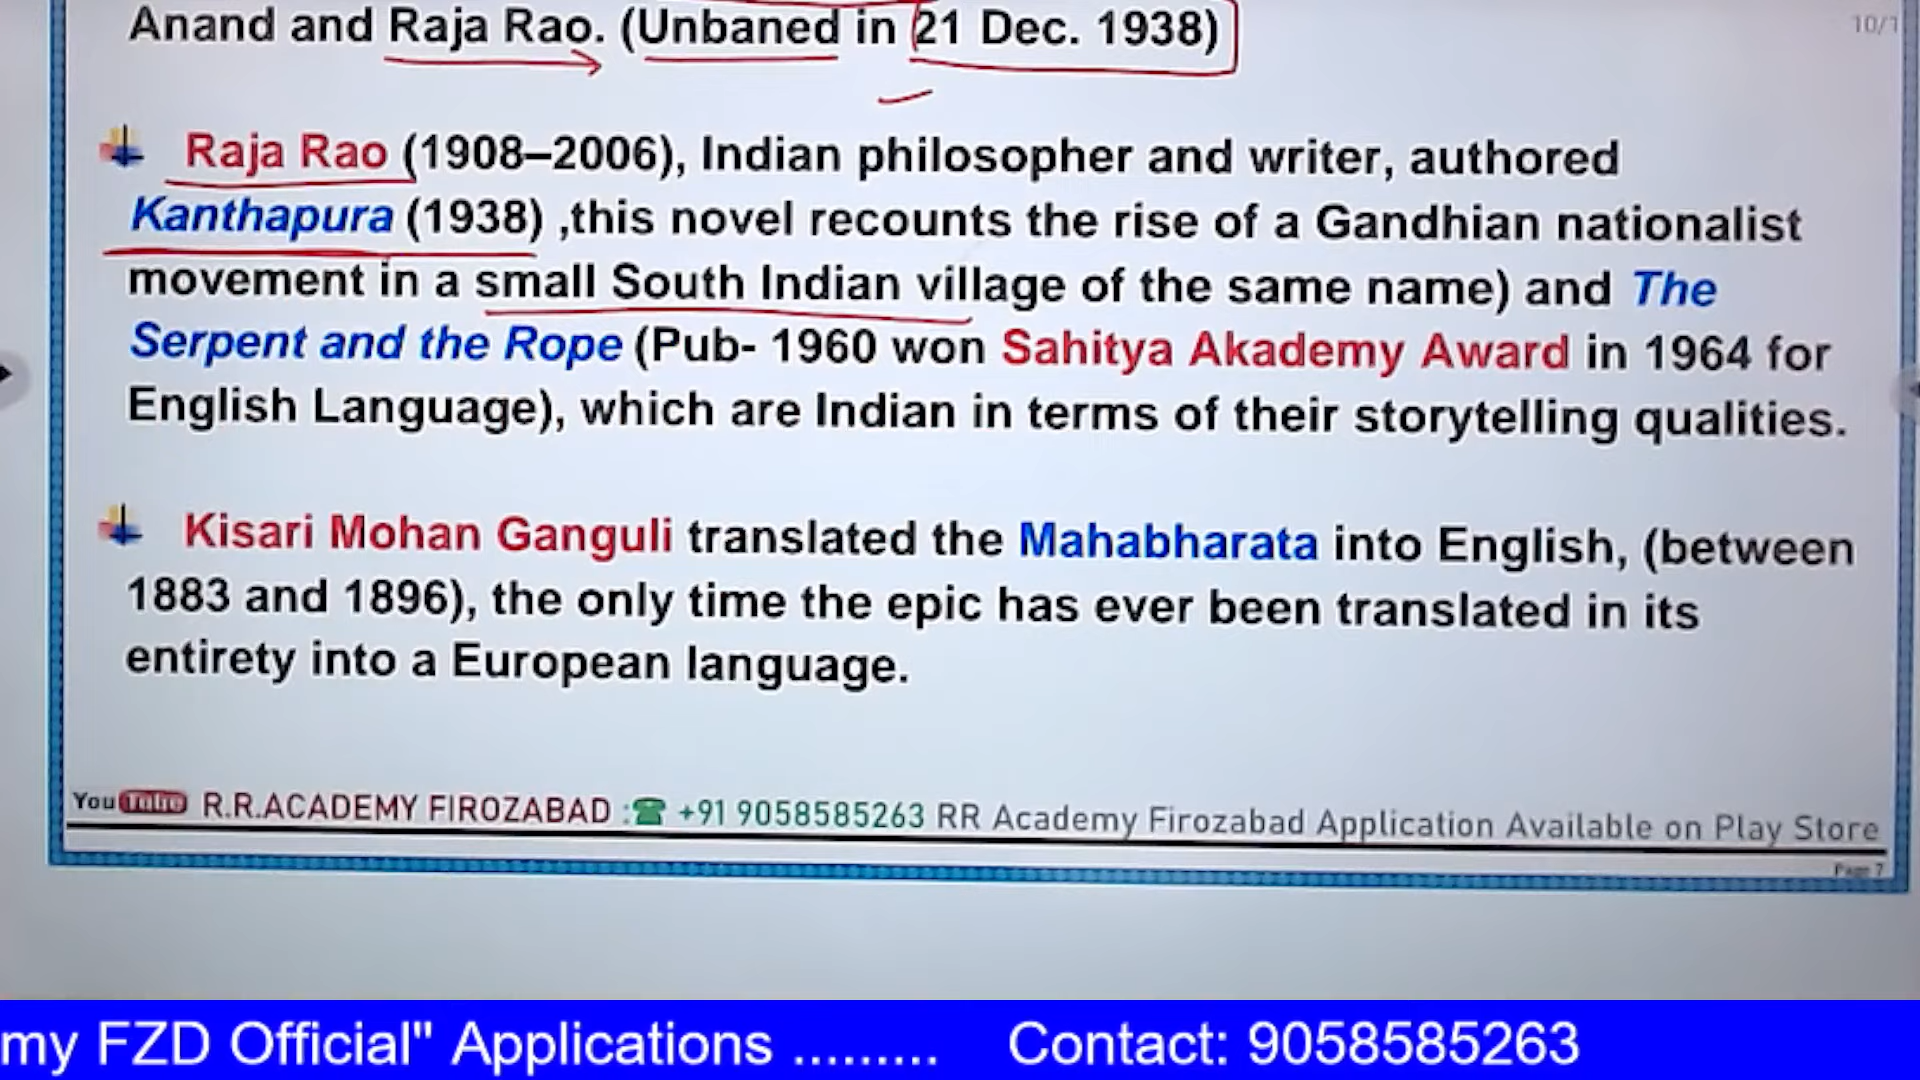 Anand and Raja Rao. (Unbaned in 21 Dec. 1938)
10/1
Raja Rao (1908–2006), Indian philosopher and writer, authored
Kanthapura (1938) ,this novel recounts the rise of a Gandhian nationalist
movement in a small South Indian village of the same name) and The
Serpent and the Rope (Pub- 1960 won Sahitya Akademy Award in 1964 for
English Language), which are Indian in terms of their storytelling qualities.
Kisari Mohan Ganguli translated the Mahabharata into English, (between
1883 and 1896), the only time the epic has ever been translated in its
entirety into a European language.
YouTube R.R.ACADEMY FIROZABAD : +91 9058585263 RR Academy Firozabad Application Available on Play Store
Page 7
my FZD Official" Applications ......... Contact: 9058585263